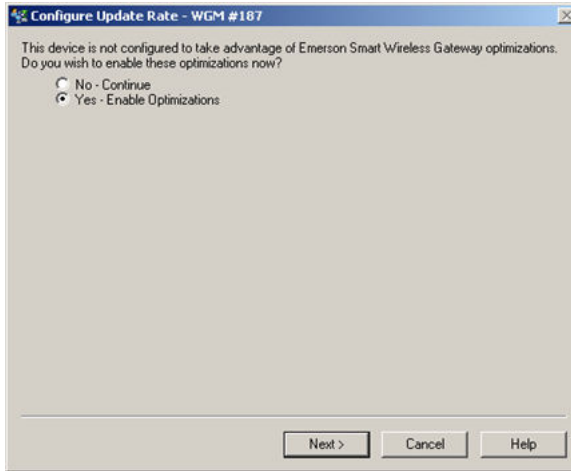 Configure Update Rate - WGM #187
This device is not configured to take advantage of Emerson Smart Wireless Gateway optimizations.
Do you wish to enable these optimizations now?
No - Continue
Yes - Enable Optimizations
Next >
Cancel
Help